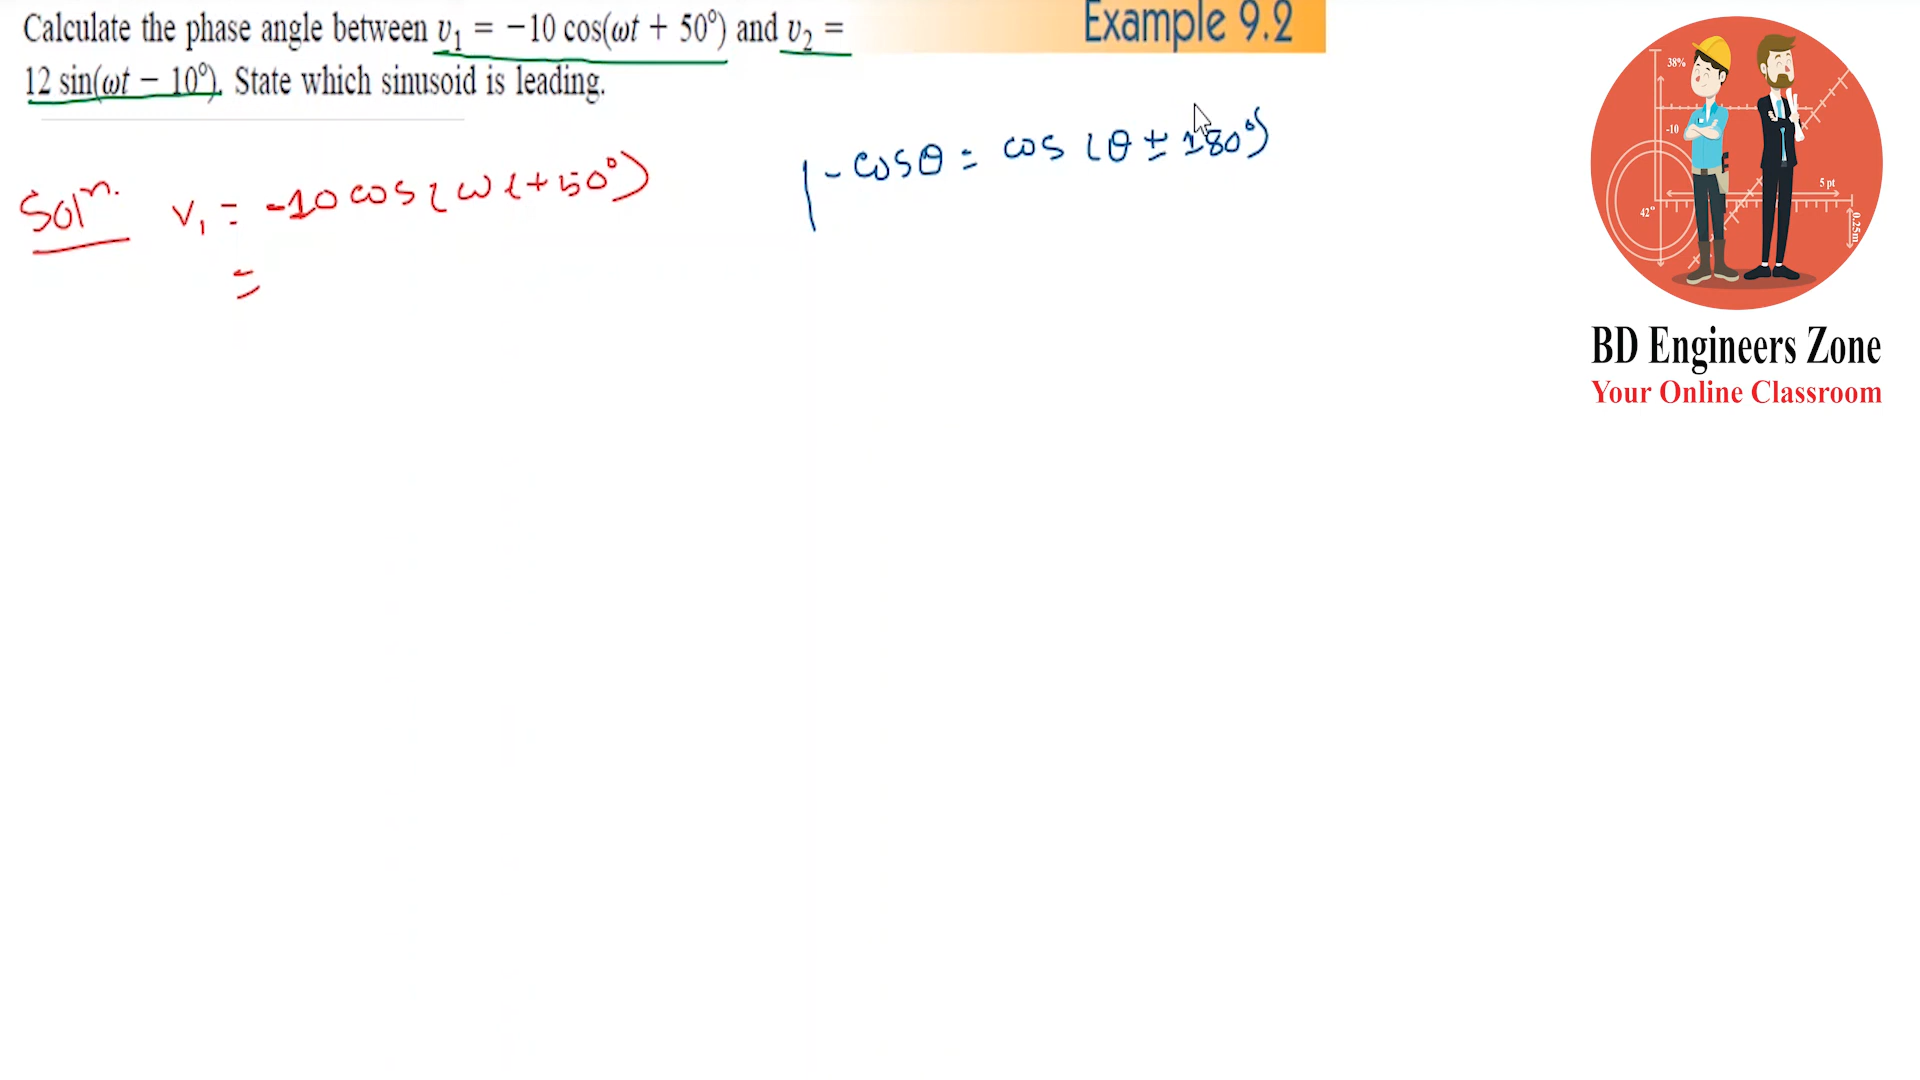 Calculate the phase angle between v₁ = −10 cos(ωt + 50°) and v₂ =
12 sin(ωt − 10°). State which sinusoid is leading.
Example 9.2
Solⁿ. v₁ = -10 cos(ωt+50°)
=
-cosθ = cos(θ ± 180°)
38%
-10
5 pt
42°
0.25m
BD Engineers Zone
Your Online Classroom